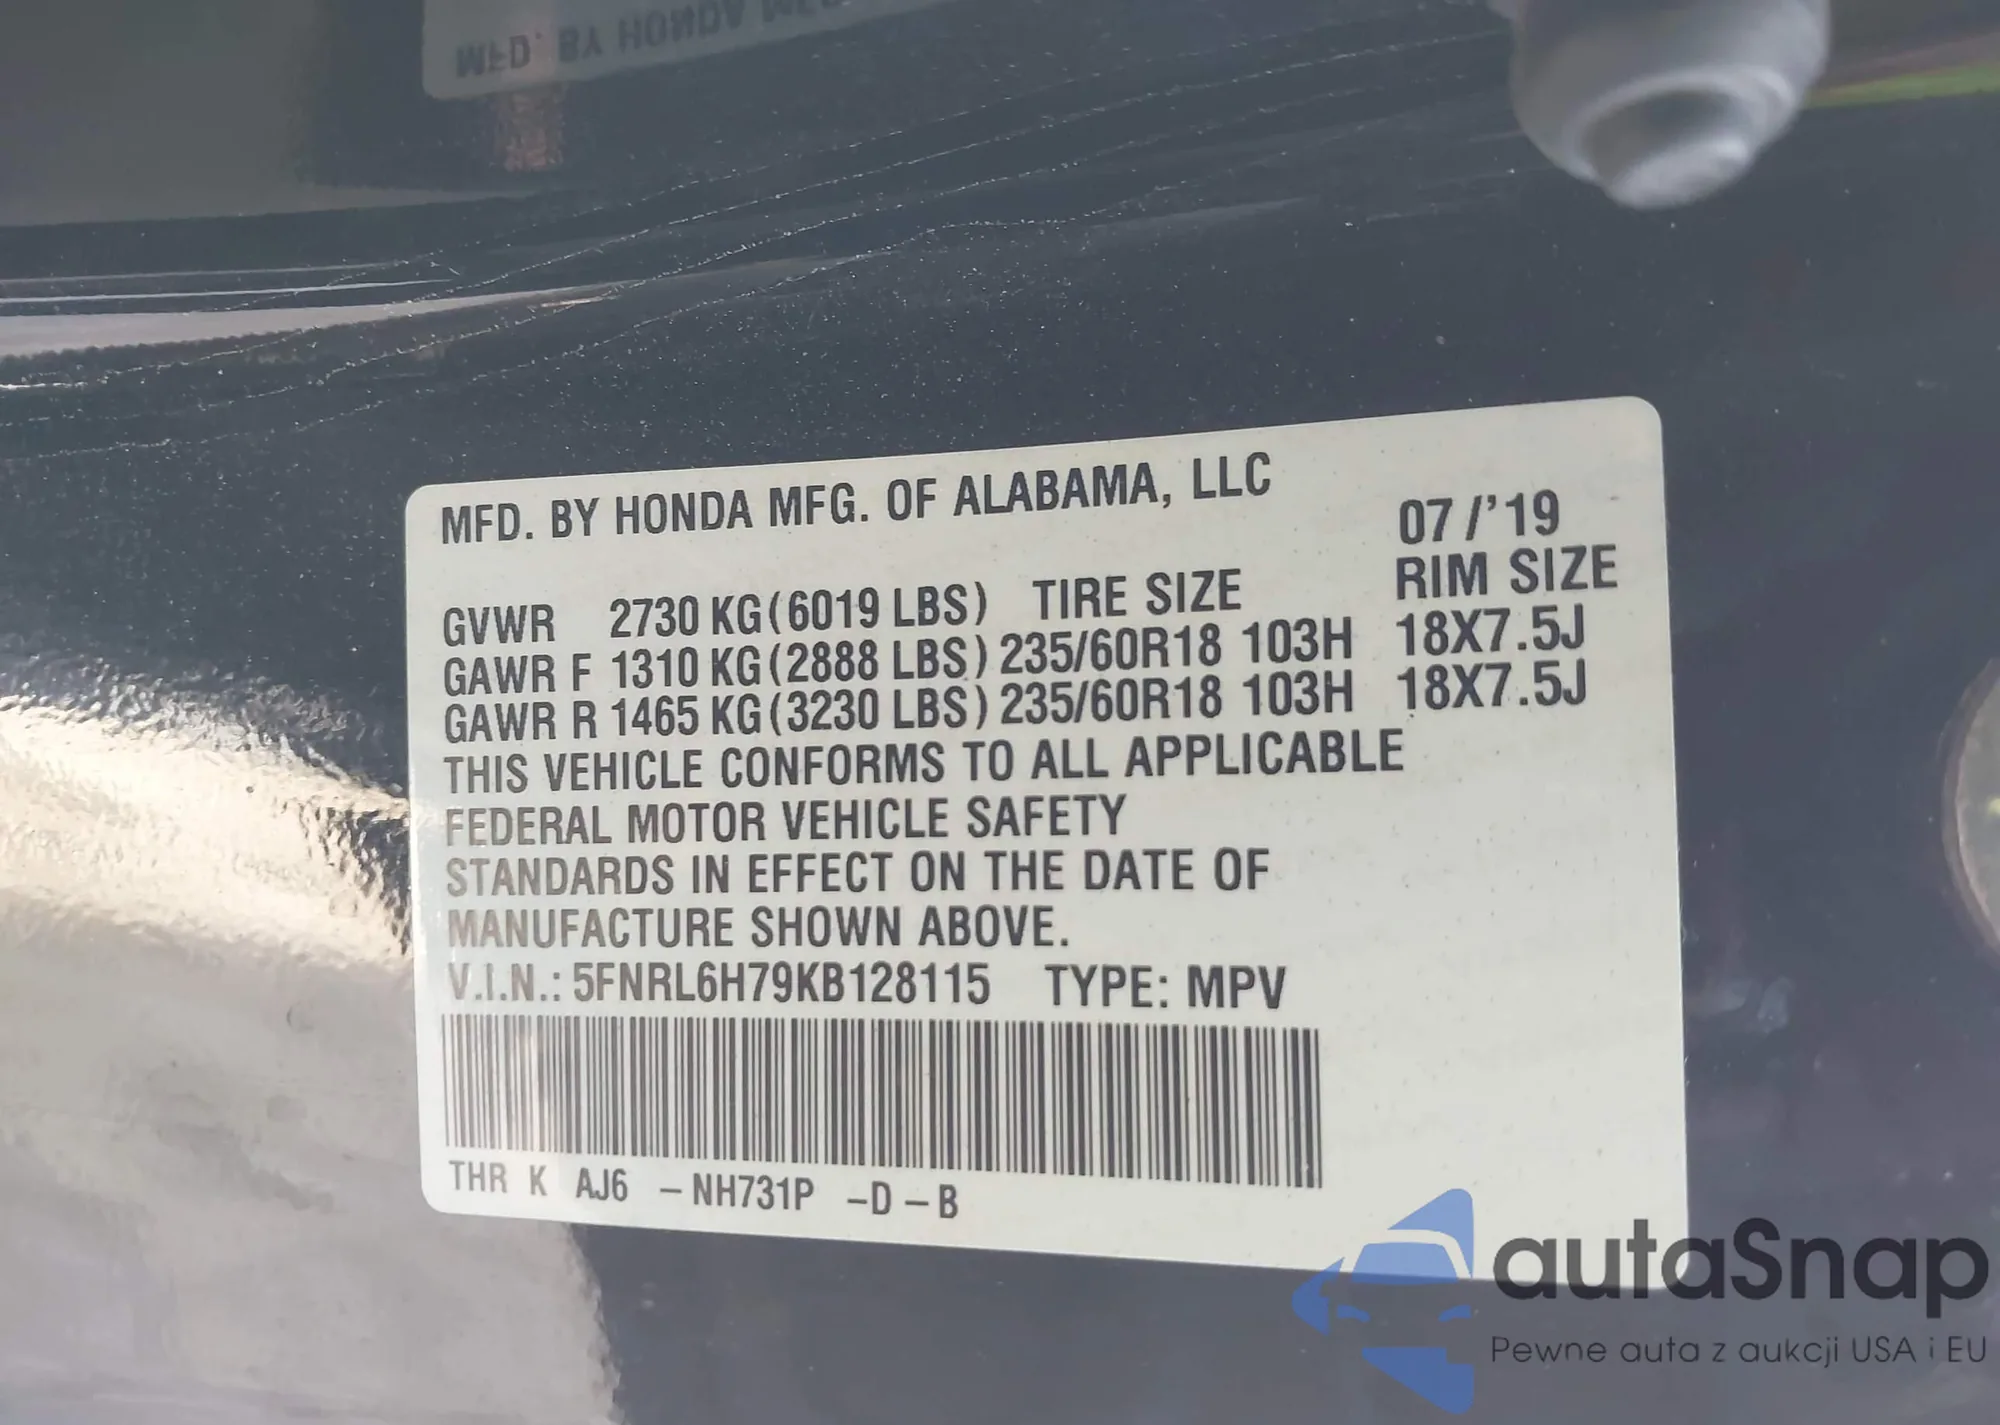 MFD. BY HONDA
MFD. BY HONDA MFG. OF ALABAMA, LLC
07/'19
GVWR 2730 KG (6019 LBS) TIRE SIZE RIM SIZE
GAWR F 1310 KG (2888 LBS) 235/60R18 103H 18X7.5J
GAWR R 1465 KG (3230 LBS) 235/60R18 103H 18X7.5J
THIS VEHICLE CONFORMS TO ALL APPLICABLE
FEDERAL MOTOR VEHICLE SAFETY
STANDARDS IN EFFECT ON THE DATE OF
MANUFACTURE SHOWN ABOVE.
V.I.N.: 5FNRL6H79KB128115 TYPE: MPV
THR K AJ6 –NH731P –D–B
autaSnap
Pewne auta z aukcji USA i EU